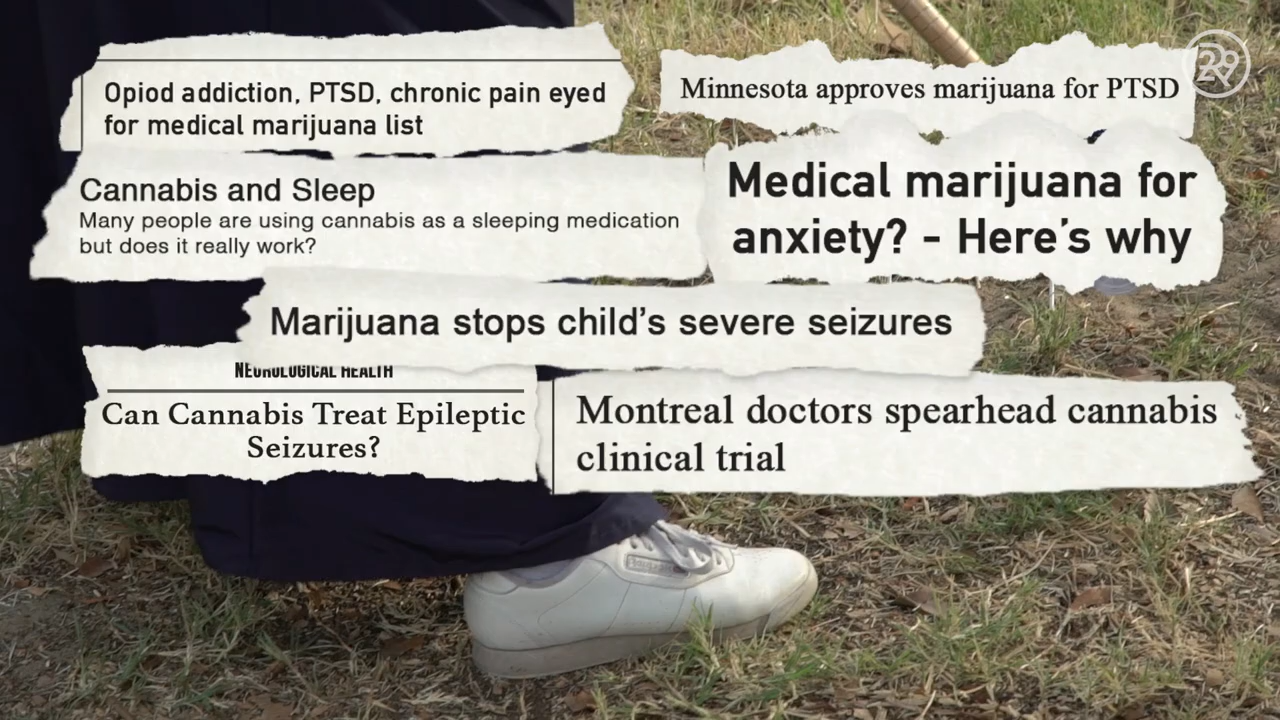 Opiod addiction, PTSD, chronic pain eyed
for medical marijuana list
Minnesota approves marijuana for PTSD
29
Cannabis and Sleep
Many people are using cannabis as a sleeping medication
but does it really work?
Medical marijuana for
anxiety? - Here's why
Marijuana stops child's severe seizures
NEUROLOGICAL HEALTH
Can Cannabis Treat Epileptic
Seizures?
Montreal doctors spearhead cannabis
clinical trial